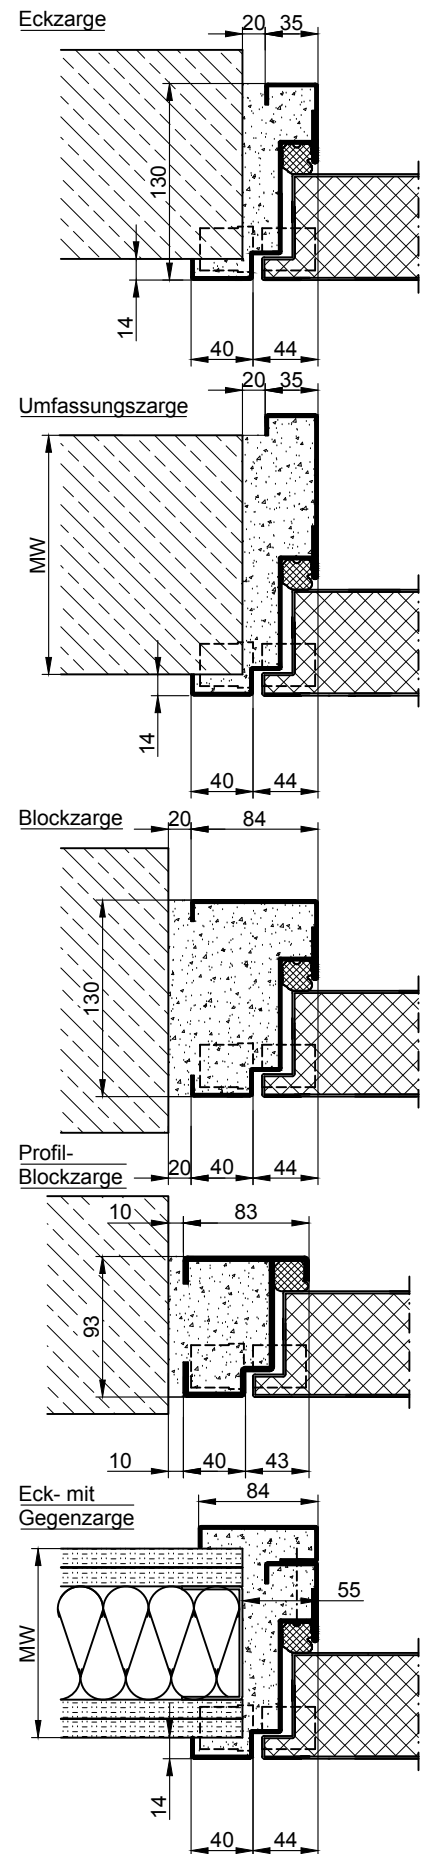 Eckzarge
20 35
130
14
40 44
20 35
Umfassungszarge
MW
14
40 44
Blockzarge 20 84
130
Profil-
Blockzarge 20 40 44
10 83
93
10 40 43
Eck- mit
Gegenzarge 84
55
MW
14
40 44